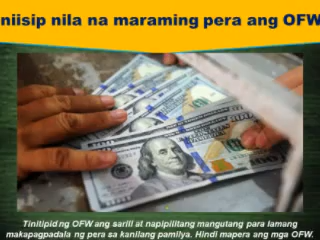 niisip nila na maraming pera ang OFW
Tinitipid ng OFW ang sarili at napipilitang mangutang para lamang
makapagpadala ng pera sa kanilang pamilya. Hindi mapera ang mga OFW.